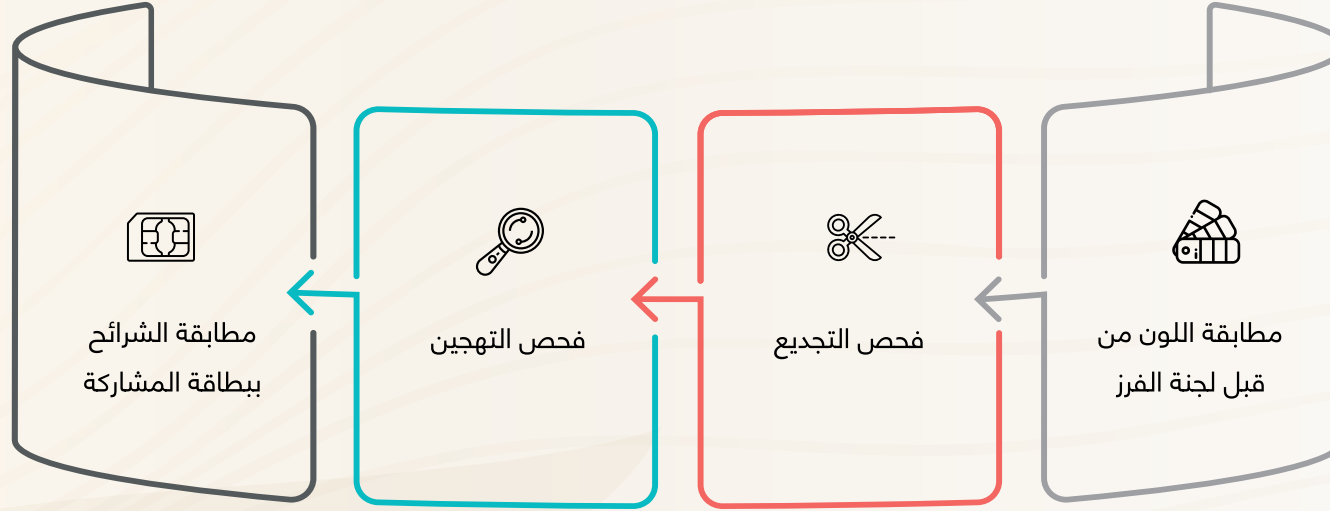 مطابقة اللون من
قبل لجنة الفرز
فحص التجديع
فحص التهجين
مطابقة الشرائح
ببطاقة المشاركة